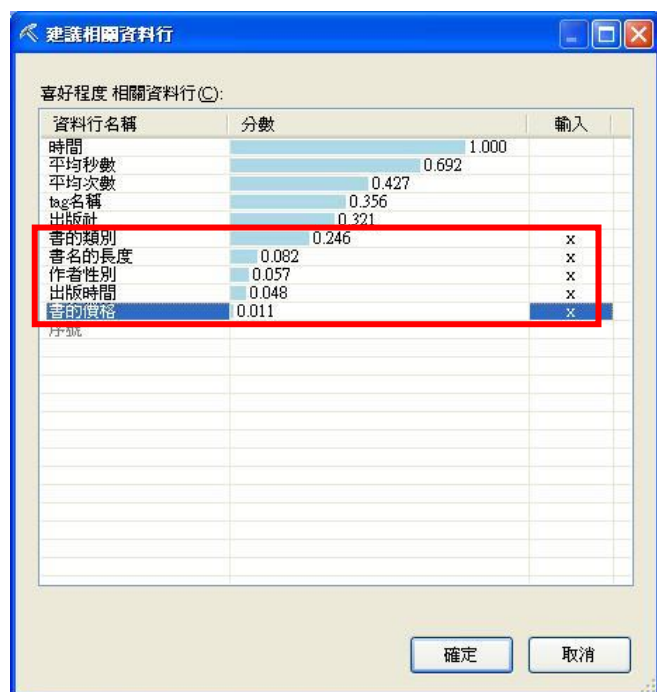 建議相關資料行
喜好程度 相關資料行(C):
資料行名稱 分數 輸入
時間 1.000
平均秒數 0.692
平均次數 0.427
tag名稱 0.356
出版社 0.321
書的類別 0.246 x
書名的長度 0.082 x
作者性別 0.057 x
出版時間 0.048 x
書的價格 0.011 x
序號
確定 取消